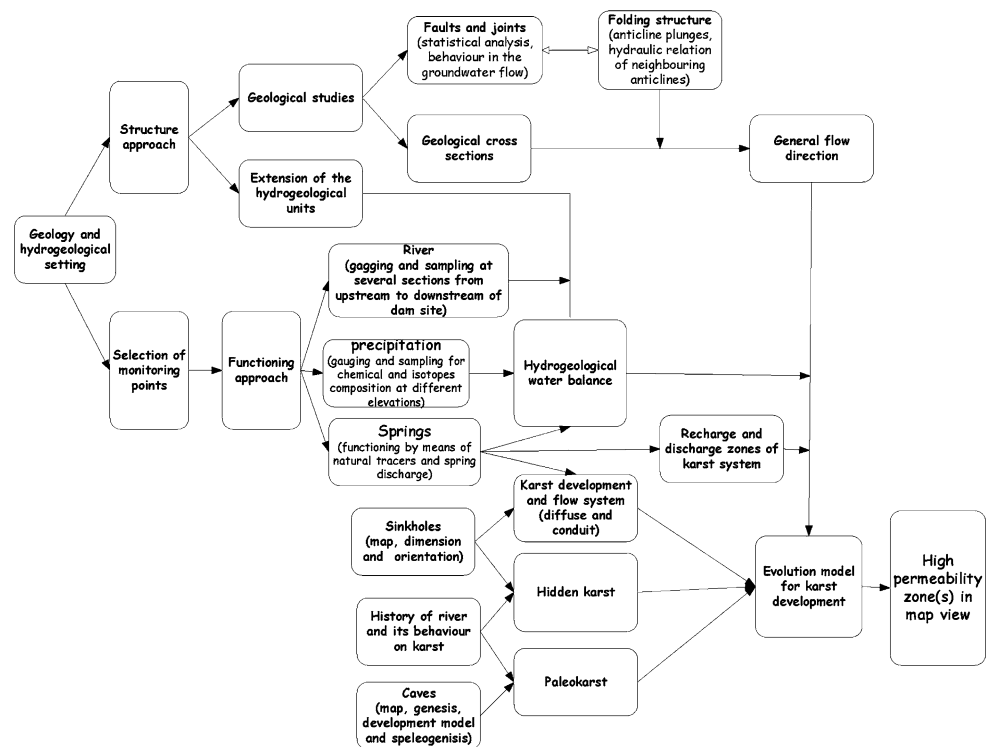 Faults and joints
(statistical analysis,
behaviour in the
groundwater flow)
Folding structure
(anticline plunges,
hydraulic relation
of neighbouring
anticlines)
Structure
approach
Geological studies
Geological cross
sections
General flow
direction
Extension of the
hydrogeological
units
Geology and
hydrogeological
setting
River
(gagging and sampling at
several sections from
upstream to downstream of
dam site)
Selection of
monitoring
points
Functioning
approach
precipitation
(gauging and sampling for
chemical and isotopes
composition at different
elevations)
Hydrogeological
water balance
Springs
(functioning by means of
natural tracers and spring
discharge)
Recharge and
discharge zones of
karst system
Karst development
and flow system
(diffuse and
conduit)
Sinkholes
(map, dimension
and orientation)
Hidden karst
Evolution model
for karst
development
High
permeability
zone(s) in
map view
History of river
and its behaviour
on karst
Paleokarst
Caves
(map, genesis,
development model
and speleogenisis)